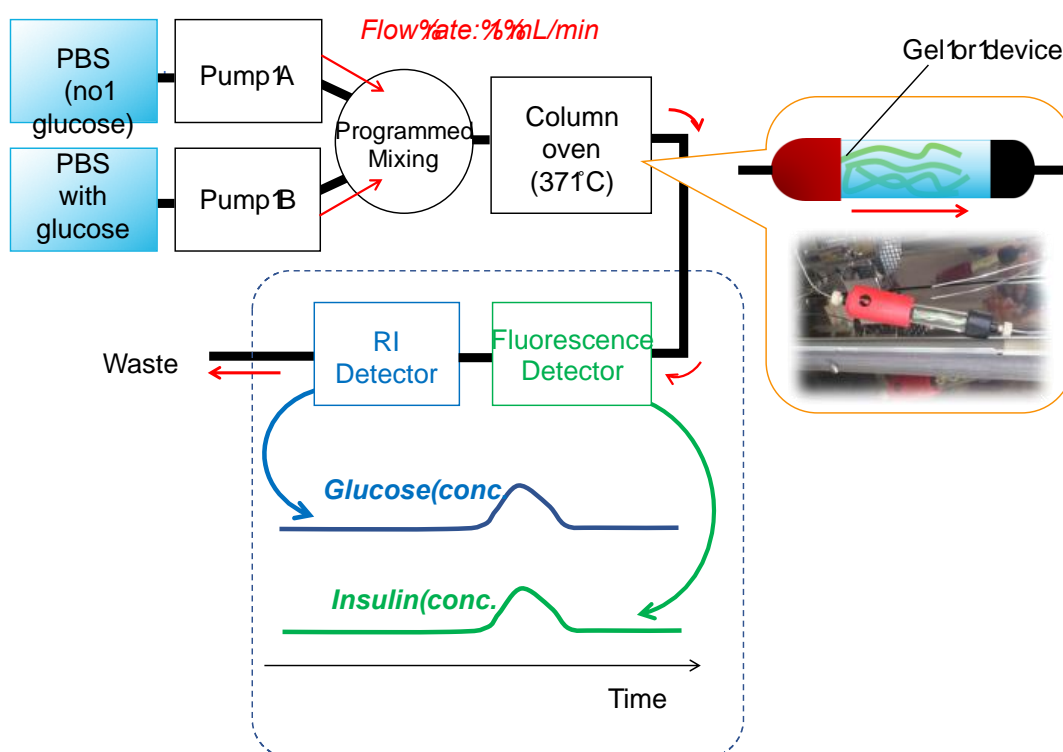 Flow%rate:%1%mL/min
PBS
(no1
glucose)
Pump1A
Programmed
Mixing
Column
oven
(371°C)
Gel1or1device
PBS
with
glucose
Pump1B
Waste
RI
Detector
Fluorescence
Detector
Glucose(conc.
Insulin(conc.
Time